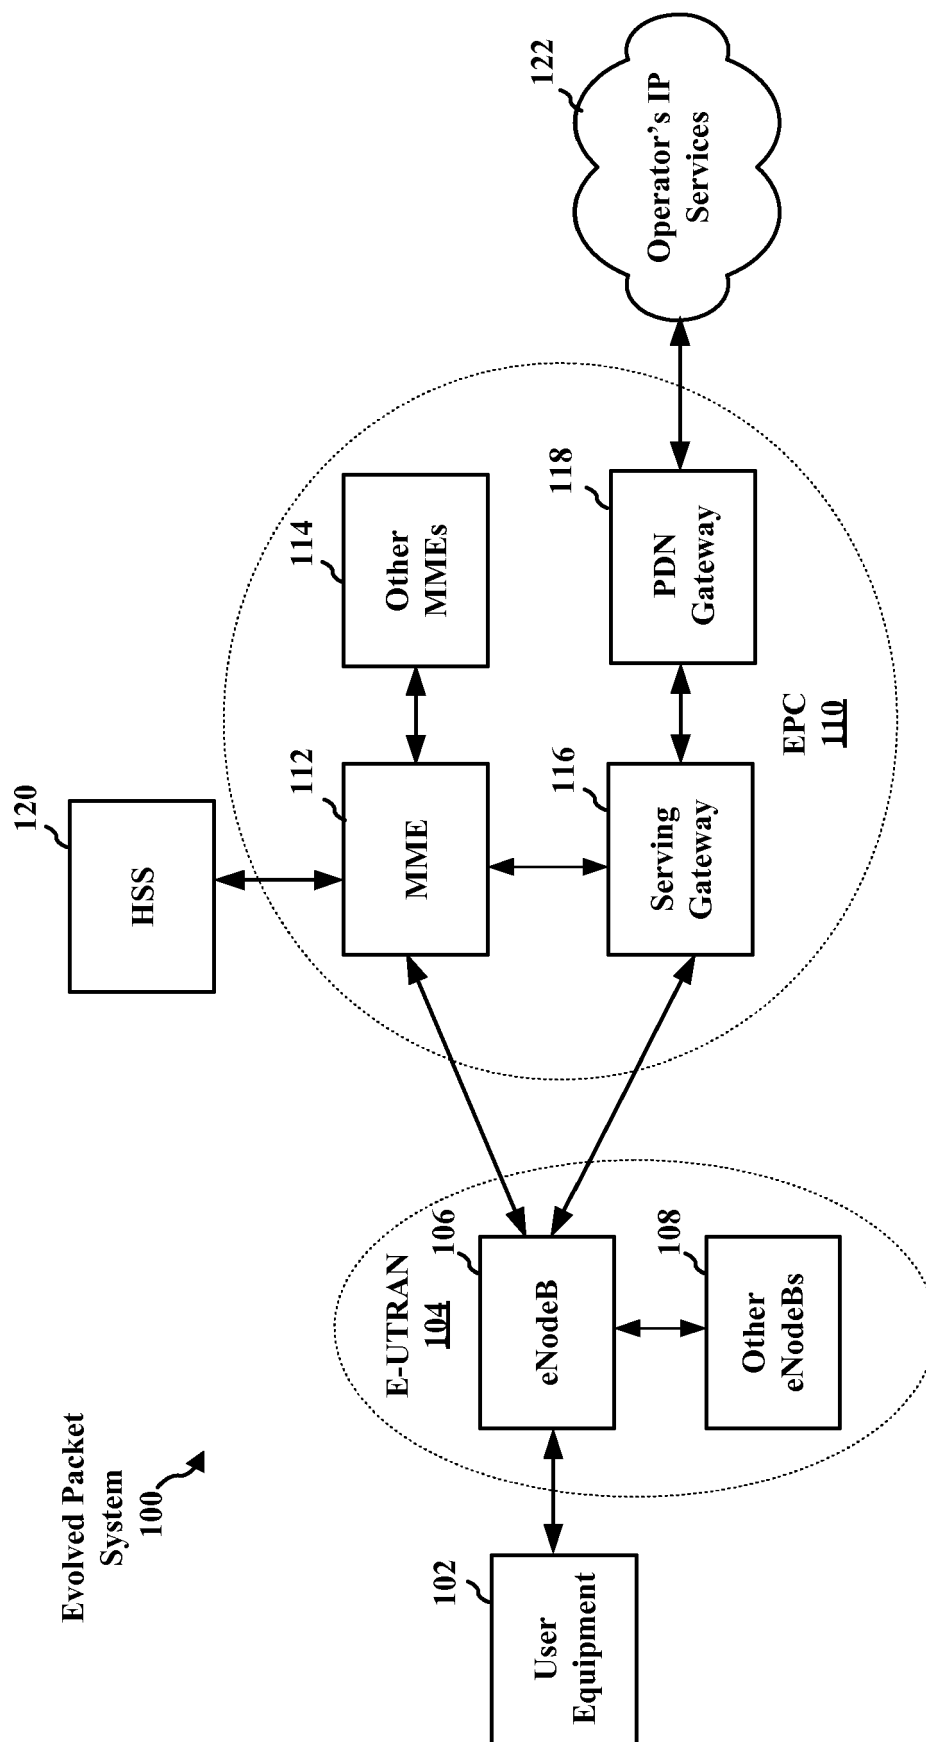 Evolved Packet
System
100
102
User
Equipment
E-UTRAN
104
106
eNodeB
108
Other
eNodeBs
120
HSS
112
MME
114
Other
MMEs
116
Serving
Gateway
118
PDN
Gateway
EPC
110
122
Operator's IP
Services